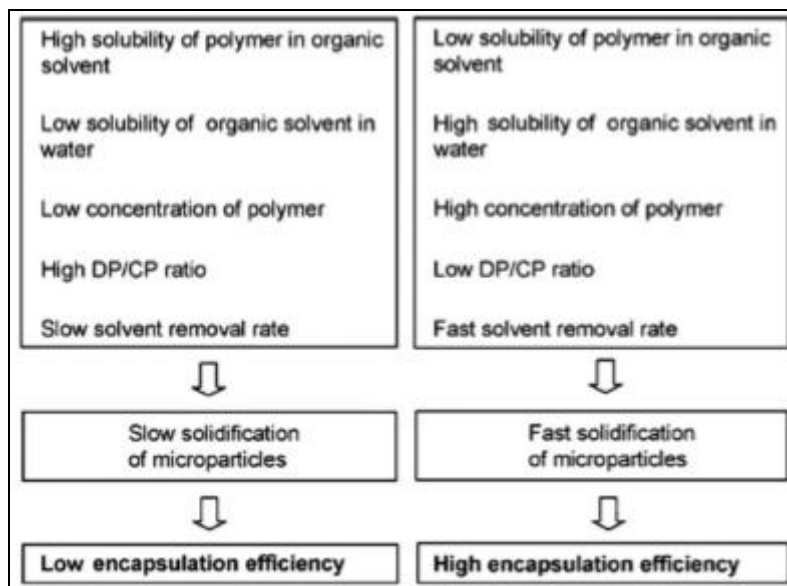 High solubility of polymer in organic
solvent
Low solubility of organic solvent in
water
Low concentration of polymer
High DP/CP ratio
Slow solvent removal rate
Slow solidification
of microparticles
Low encapsulation efficiency
Low solubility of polymer in organic
solvent
High solubility of organic solvent in
water
High concentration of polymer
Low DP/CP ratio
Fast solvent removal rate
Fast solidification
of microparticles
High encapsulation efficiency